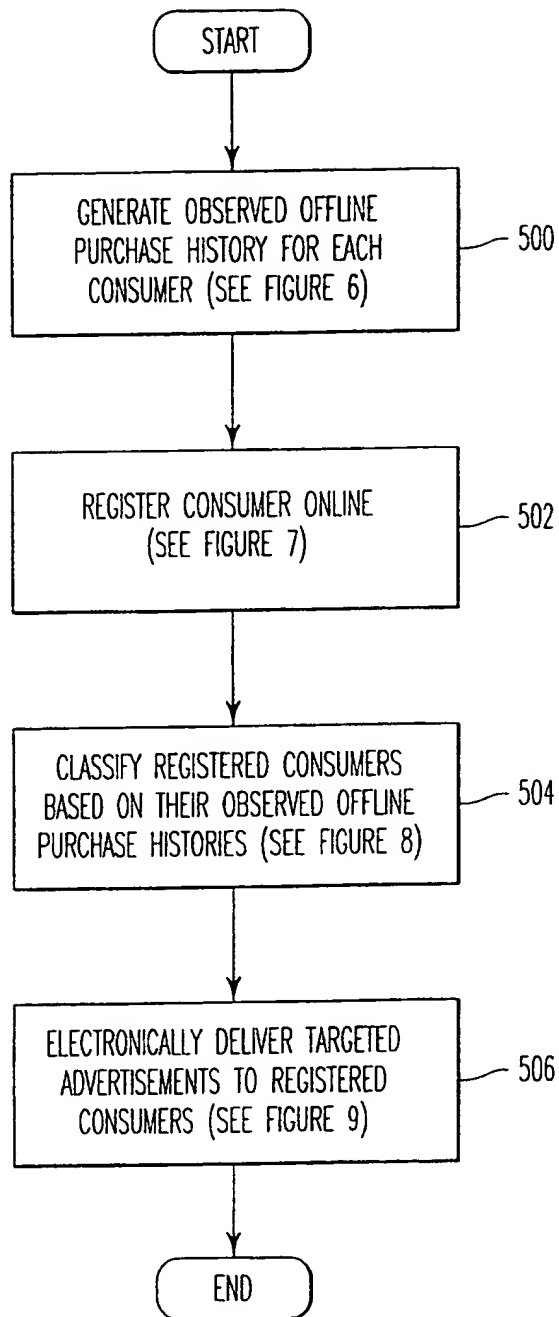 START
GENERATE OBSERVED OFFLINE
PURCHASE HISTORY FOR EACH
CONSUMER (SEE FIGURE 6)
500
REGISTER CONSUMER ONLINE
(SEE FIGURE 7)
502
CLASSIFY REGISTERED CONSUMERS
BASED ON THEIR OBSERVED OFFLINE
PURCHASE HISTORIES (SEE FIGURE 8)
504
ELECTRONICALLY DELIVER TARGETED
ADVERTISEMENTS TO REGISTERED
CONSUMERS (SEE FIGURE 9)
506
END